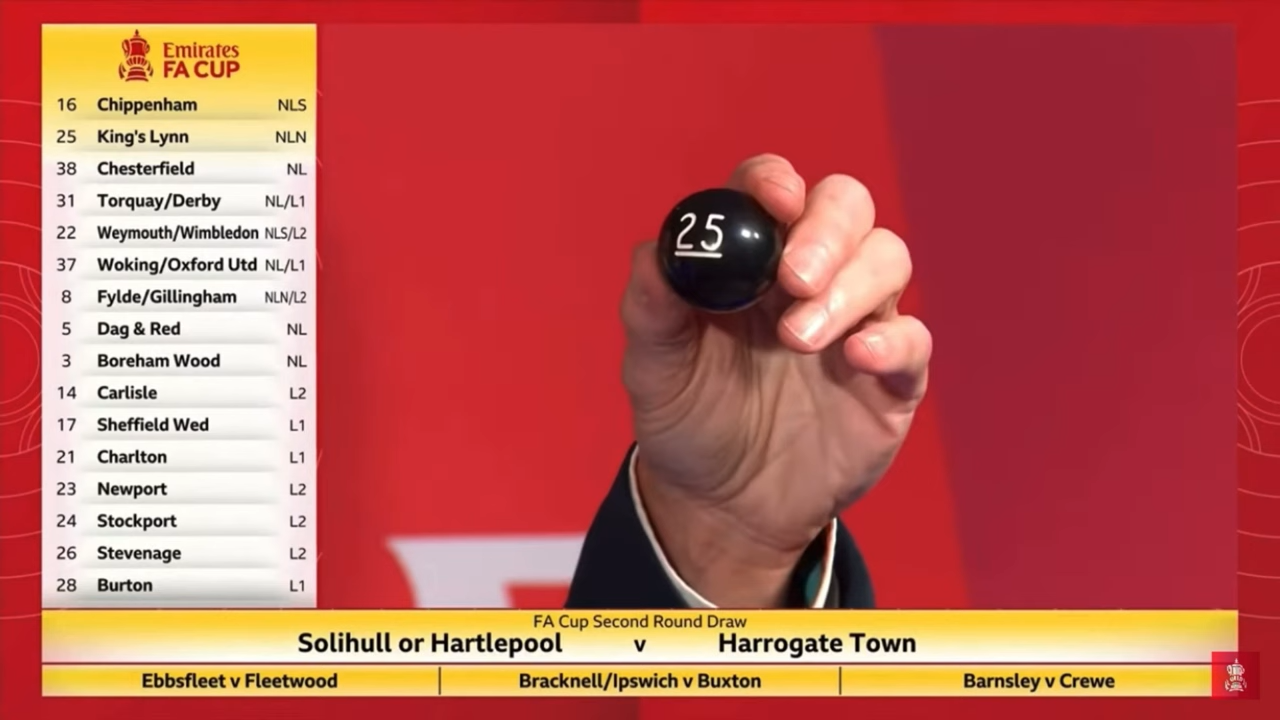 Emirates
FA CUP
16 Chippenham NLS
25 King's Lynn NLN
38 Chesterfield NL
31 Torquay/Derby NL/L1
22 Weymouth/Wimbledon NLS/L2
37 Woking/Oxford Utd NL/L1
8 Fylde/Gillingham NLN/L2
5 Dag & Red NL
3 Boreham Wood NL
14 Carlisle L2
17 Sheffield Wed L1
21 Charlton L1
23 Newport L2
24 Stockport L2
26 Stevenage L2
28 Burton L1
25
FA Cup Second Round Draw
Solihull or Hartlepool v Harrogate Town
Ebbsfleet v Fleetwood Bracknell/Ipswich v Buxton Barnsley v Crewe